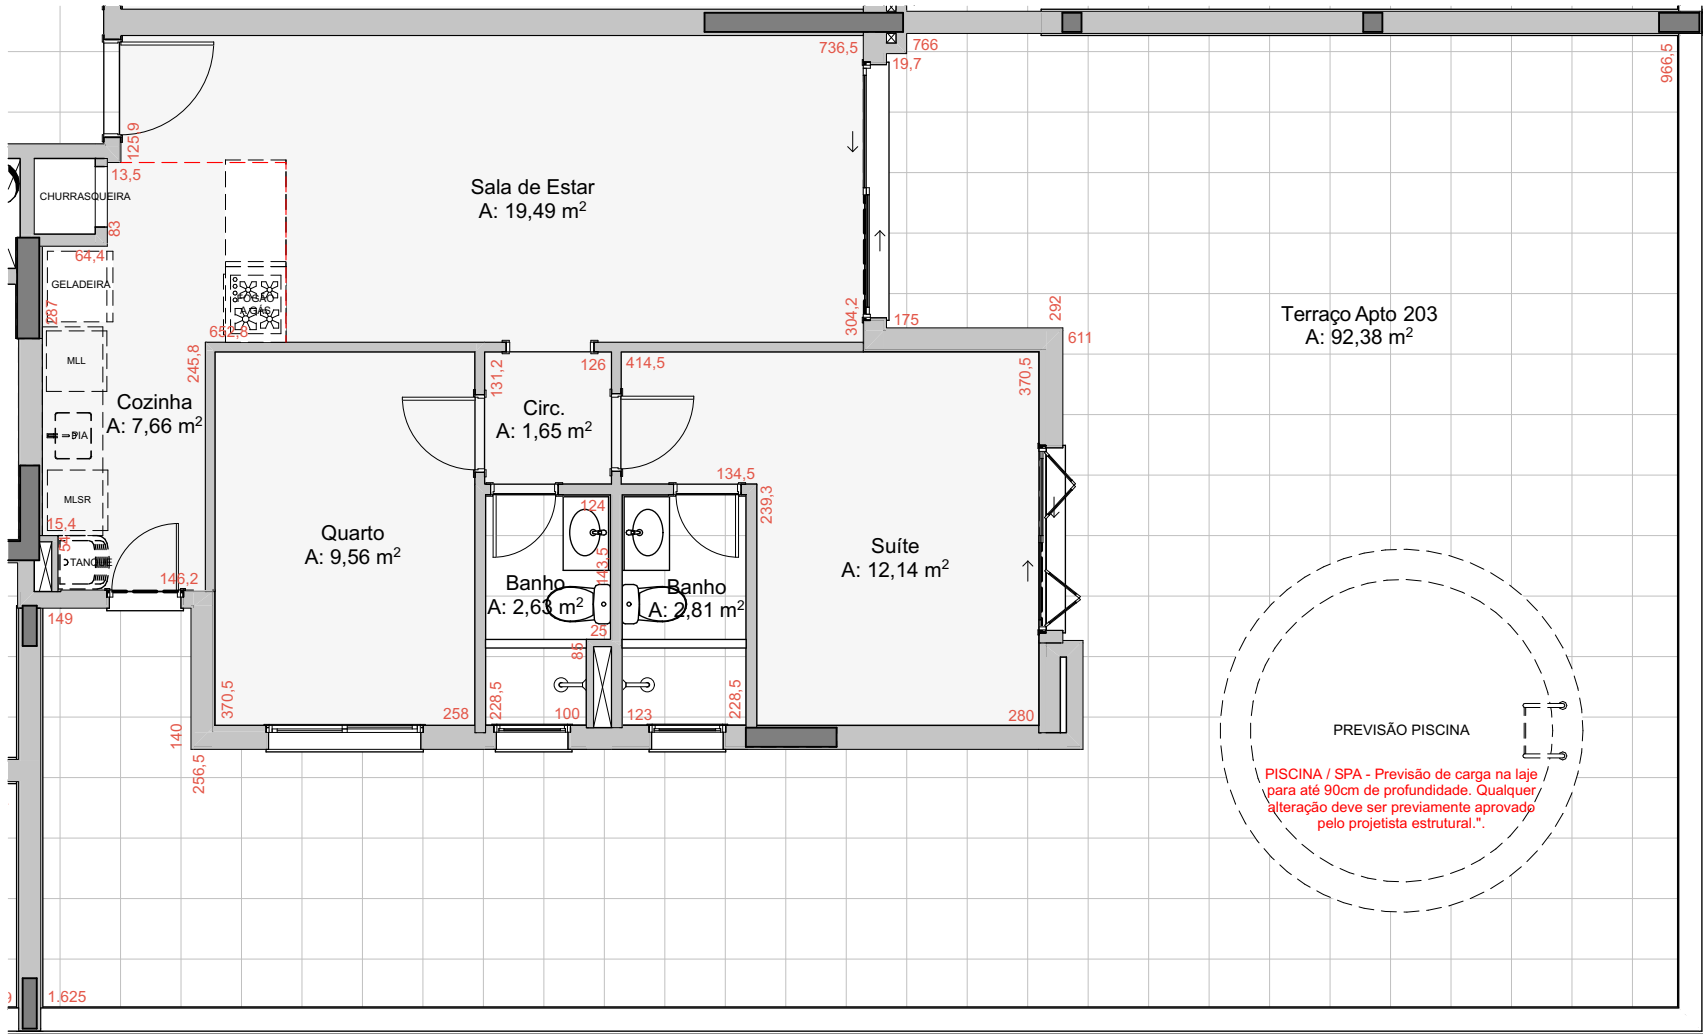 736,5
766
19,7
966,5
125,9
13,5
CHURRASQUEIRA
83
64,4
GELADEIRA
287
Sala de Estar
A: 19,49 m²
FOGÃO
A GÁS
652,8
304,2
175
292
611
Terraço Apto 203
A: 92,38 m²
245,8
MLL
131,2
126
414,5
370,5
Cozinha
A: 7,66 m²
Circ.
A: 1,65 m²
PIA
MLSR
134,5
239,3
15,4
54
TANQUE
124
143,5
Quarto
A: 9,56 m²
Suíte
A: 12,14 m²
146,2
149
Banho
A: 2,63 m²
Banho
A: 2,81 m²
25
85
370,5
258
228,5
100
123
228,5
280
140
256,5
PREVISÃO PISCINA
PISCINA / SPA - Previsão de carga na laje
para até 90cm de profundidade. Qualquer
alteração deve ser previamente aprovado
pelo projetista estrutural.".
1.625